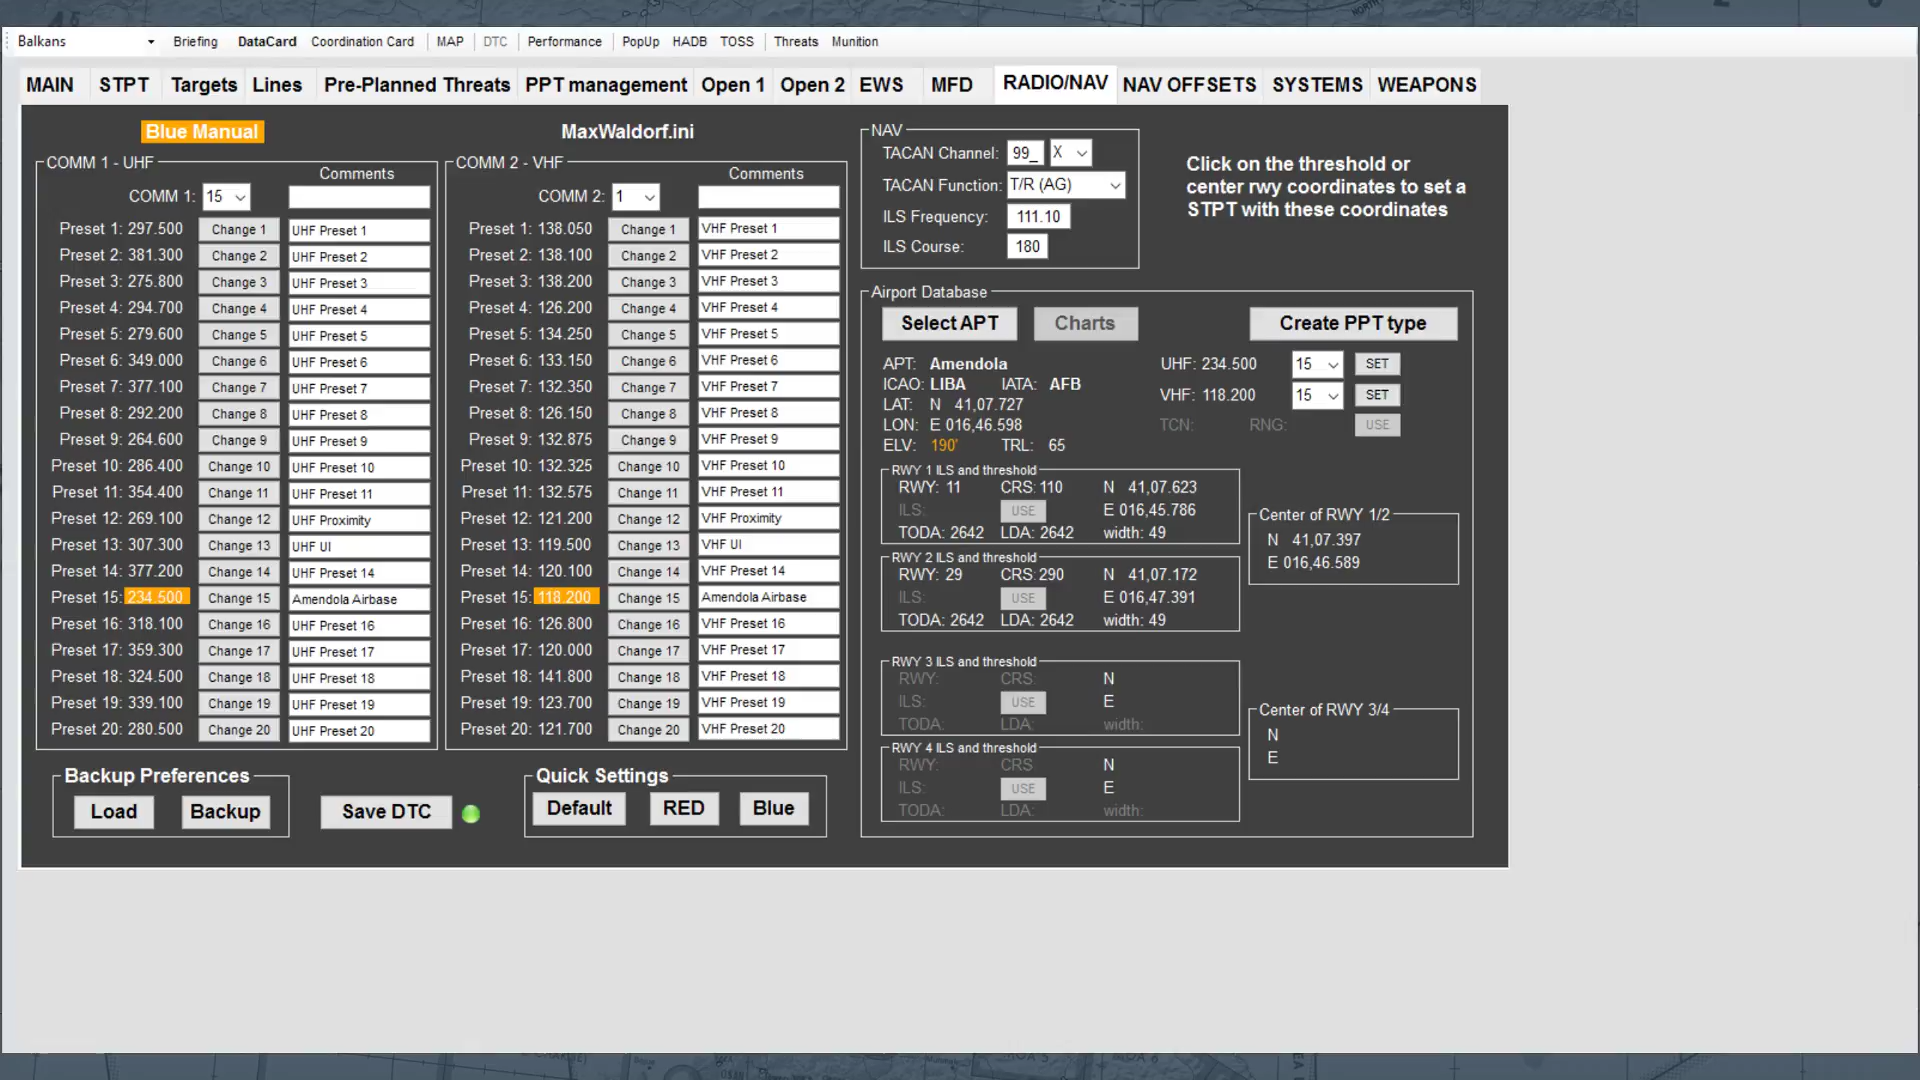 Balkans Briefing DataCard Coordination Card MAP DTC Performance PopUp HADB TOSS Threats Munition
MAIN STPT Targets Lines Pre-Planned Threats PPT management Open 1 Open 2 EWS MFD RADIO/NAV NAV OFFSETS SYSTEMS WEAPONS
Blue Manual MaxWaldorf.ini
COMM 1 - UHF
Comments
COMM 1: 15
Preset 1: 297.500 Change 1 UHF Preset 1
Preset 2: 381.300 Change 2 UHF Preset 2
Preset 3: 275.800 Change 3 UHF Preset 3
Preset 4: 294.700 Change 4 UHF Preset 4
Preset 5: 279.600 Change 5 UHF Preset 5
Preset 6: 349.000 Change 6 UHF Preset 6
Preset 7: 377.100 Change 7 UHF Preset 7
Preset 8: 292.200 Change 8 UHF Preset 8
Preset 9: 264.600 Change 9 UHF Preset 9
Preset 10: 286.400 Change 10 UHF Preset 10
Preset 11: 354.400 Change 11 UHF Preset 11
Preset 12: 269.100 Change 12 UHF Proximity
Preset 13: 307.300 Change 13 UHF UI
Preset 14: 377.200 Change 14 UHF Preset 14
Preset 15: 234.500 Change 15 Amendola Airbase
Preset 16: 318.100 Change 16 UHF Preset 16
Preset 17: 359.300 Change 17 UHF Preset 17
Preset 18: 324.500 Change 18 UHF Preset 18
Preset 19: 339.100 Change 19 UHF Preset 19
Preset 20: 280.500 Change 20 UHF Preset 20
COMM 2 - VHF
Comments
COMM 2: 1
Preset 1: 138.050 Change 1 VHF Preset 1
Preset 2: 138.100 Change 2 VHF Preset 2
Preset 3: 138.200 Change 3 VHF Preset 3
Preset 4: 126.200 Change 4 VHF Preset 4
Preset 5: 134.250 Change 5 VHF Preset 5
Preset 6: 133.150 Change 6 VHF Preset 6
Preset 7: 132.350 Change 7 VHF Preset 7
Preset 8: 126.150 Change 8 VHF Preset 8
Preset 9: 132.875 Change 9 VHF Preset 9
Preset 10: 132.325 Change 10 VHF Preset 10
Preset 11: 132.575 Change 11 VHF Preset 11
Preset 12: 121.200 Change 12 VHF Proximity
Preset 13: 119.500 Change 13 VHF UI
Preset 14: 120.100 Change 14 VHF Preset 14
Preset 15: 118.200 Change 15 Amendola Airbase
Preset 16: 126.800 Change 16 VHF Preset 16
Preset 17: 120.000 Change 17 VHF Preset 17
Preset 18: 141.800 Change 18 VHF Preset 18
Preset 19: 123.700 Change 19 VHF Preset 19
Preset 20: 121.700 Change 20 VHF Preset 20
Backup Preferences
Load Backup
Save DTC
Quick Settings
Default RED Blue
NAV
TACAN Channel: 99_ X
TACAN Function: T/R (AG)
ILS Frequency: 111.10
ILS Course: 180
Click on the threshold or
center rwy coordinates to set a
STPT with these coordinates
Airport Database
Select APT Charts Create PPT type
APT: Amendola
ICAO: LIBA IATA: AFB
LAT: N 41,07.727
LON: E 016,46.598
ELV: 190' TRL: 65
UHF: 234.500 15 SET
VHF: 118.200 15 SET
TCN: RNG: USE
RWY 1 ILS and threshold
RWY: 11 CRS: 110 N 41,07.623
ILS: USE E 016,45.786
TODA: 2642 LDA: 2642 width: 49
RWY 2 ILS and threshold
RWY: 29 CRS: 290 N 41,07.172
ILS: USE E 016,47.391
TODA: 2642 LDA: 2642 width: 49
Center of RWY 1/2
N 41,07.397
E 016,46.589
RWY 3 ILS and threshold
RWY: CRS: N
ILS: USE E
TODA: LDA: width:
RWY 4 ILS and threshold
RWY: CRS N
ILS: USE E
TODA: LDA: width:
Center of RWY 3/4
N
E